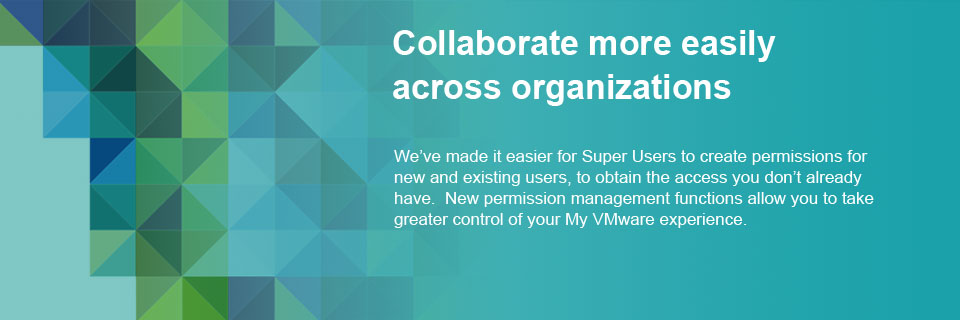 Collaborate more easily
across organizations
We’ve made it easier for Super Users to create permissions for
new and existing users, to obtain the access you don’t already
have.  New permission management functions allow you to take
greater control of your My VMware experience.